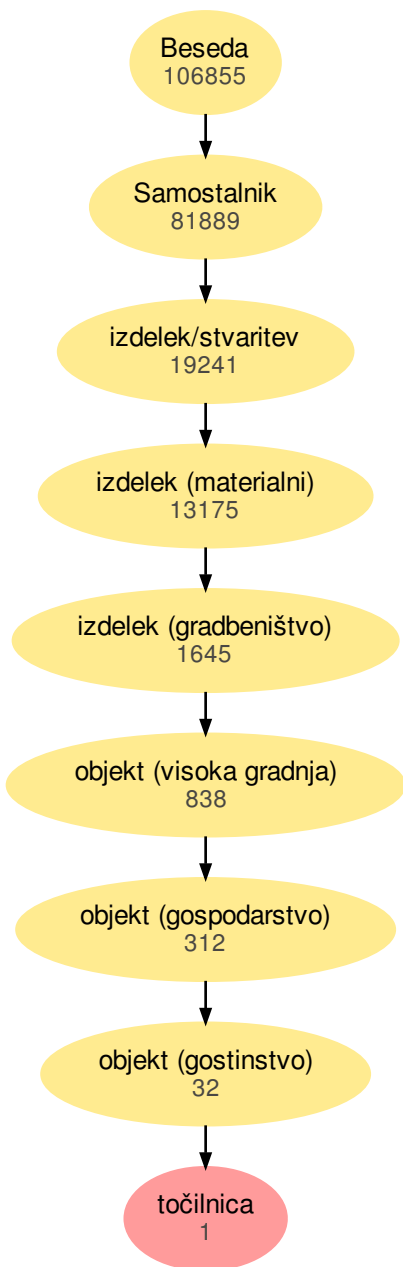 Beseda
106855
Samostalnik
81889
izdelek/stvaritev
19241
izdelek (materialni)
13175
izdelek (gradbeništvo)
1645
objekt (visoka gradnja)
838
objekt (gospodarstvo)
312
objekt (gostinstvo)
32
točilnica
1